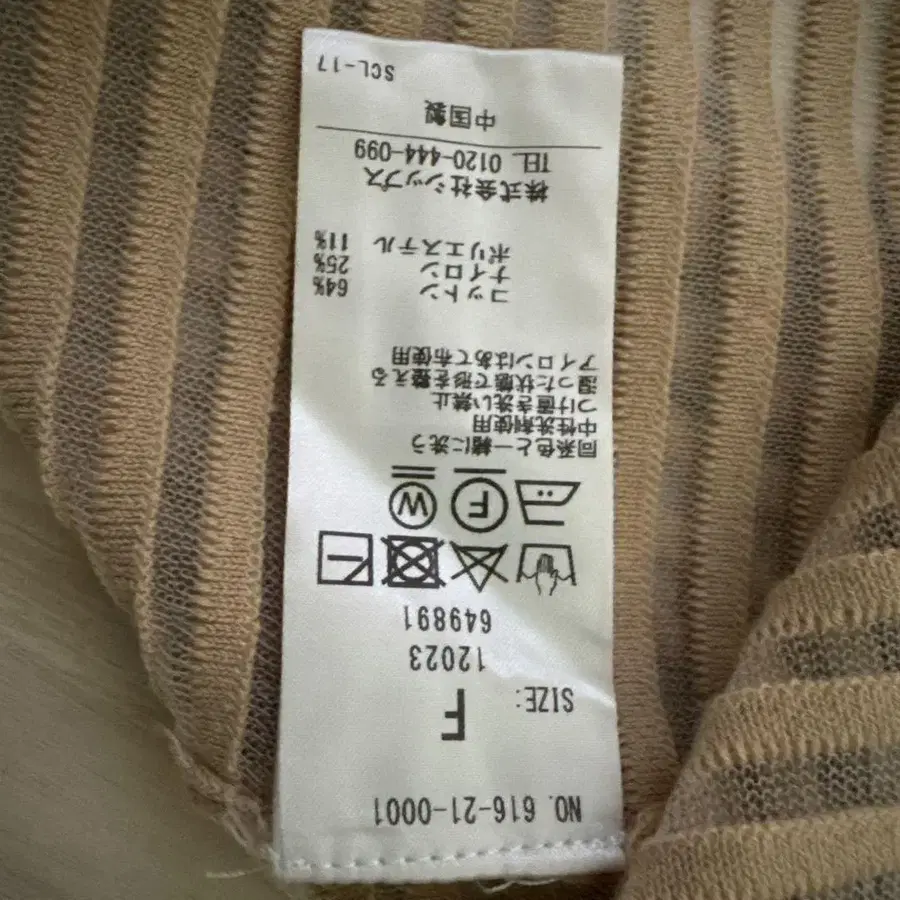 NO. 616-21-0001
SIZE: F
12023
649891
同系色と一緒に洗う
中性洗剤使用
つけ置き洗い禁止
湿った状態で形を整える
アイロンはあて布使用
コットン 64%
ナイロン 25%
ポリエステル 11%
株式会社シップス
TEL 0120-444-099
中国製
SCL-17